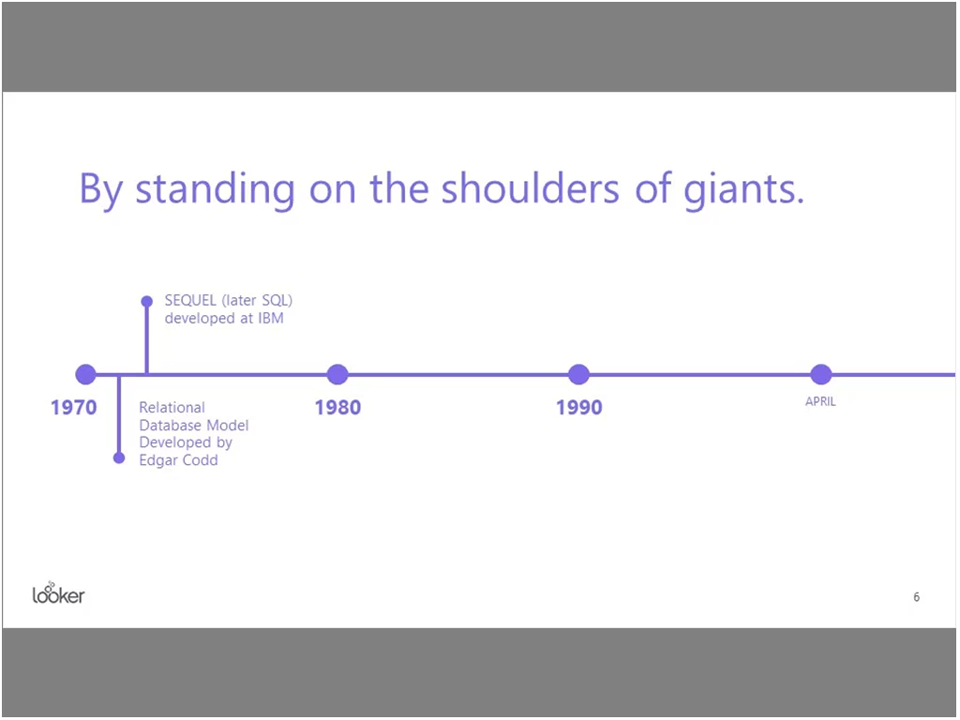 By standing on the shoulders of giants.
SEQUEL (later SQL)
developed at IBM
1970
1980
1990
APRIL
Relational
Database Model
Developed by
Edgar Codd
looker
6